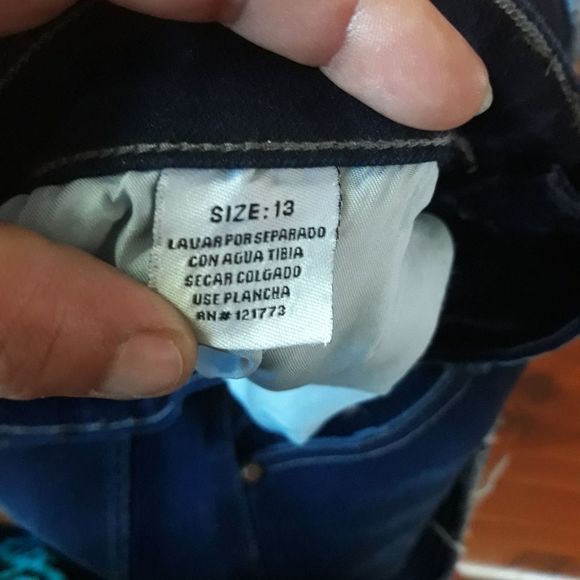 SIZE: 13
LAVAR POR SEPARADO
CON AGUA TIBIA
SECAR COLGADO
USE PLANCHA
RN# 121773